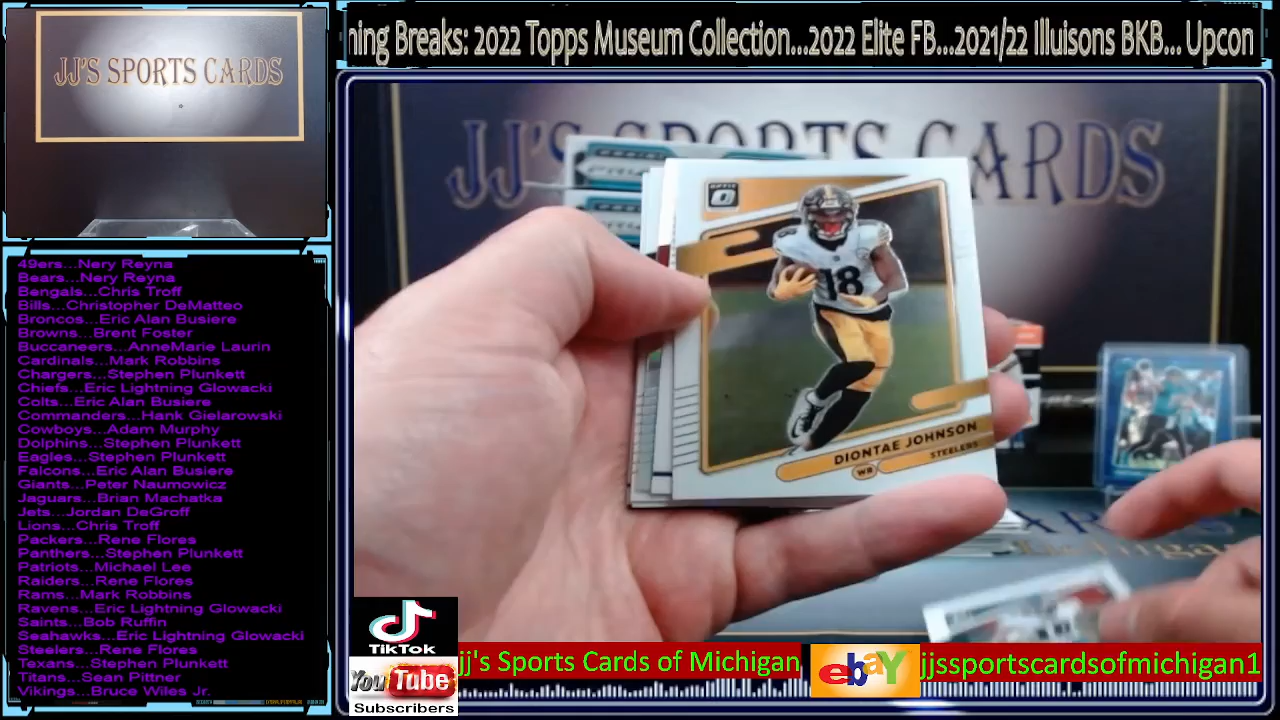 JJ'S SPORTS CARDS
ning Breaks: 2022 Topps Museum Collection...2022 Elite FB...2021/22 Illuisons BKB... Upcon
JJ'S SPORTS CARDS
OPTIC
18
DIONTAE JOHNSON
STEELERS
WR
49ers...Nery Reyna
Bears...Nery Reyna
Bengals...Chris Troff
Bills...Christopher DeMatteo
Broncos...Eric Alan Busiere
Browns...Brent Foster
Buccaneers...AnneMarie Laurin
Cardinals...Mark Robbins
Chargers...Stephen Plunkett
Chiefs...Eric Lightning Glowacki
Colts...Eric Alan Busiere
Commanders...Hank Gielarowski
Cowboys...Adam Murphy
Dolphins...Stephen Plunkett
Eagles...Stephen Plunkett
Falcons...Eric Alan Busiere
Giants...Peter Naumowicz
Jaguars...Brian Machatka
Jets...Jordan DeGroff
Lions...Chris Troff
Packers...Rene Flores
Panthers...Stephen Plunkett
Patriots...Michael Lee
Raiders...Rene Flores
Rams...Mark Robbins
Ravens...Eric Lightning Glowacki
Saints...Bob Ruffin
Seahawks...Eric Lightning Glowacki
Steelers...Rene Flores
Texans...Stephen Plunkett
Titans...Sean Pittner
Vikings...Bruce Wiles Jr.
TikTok
YouTube
Subscribers
jj's Sports Cards of Michigan
ebay
jjssportscardsofmichigan1